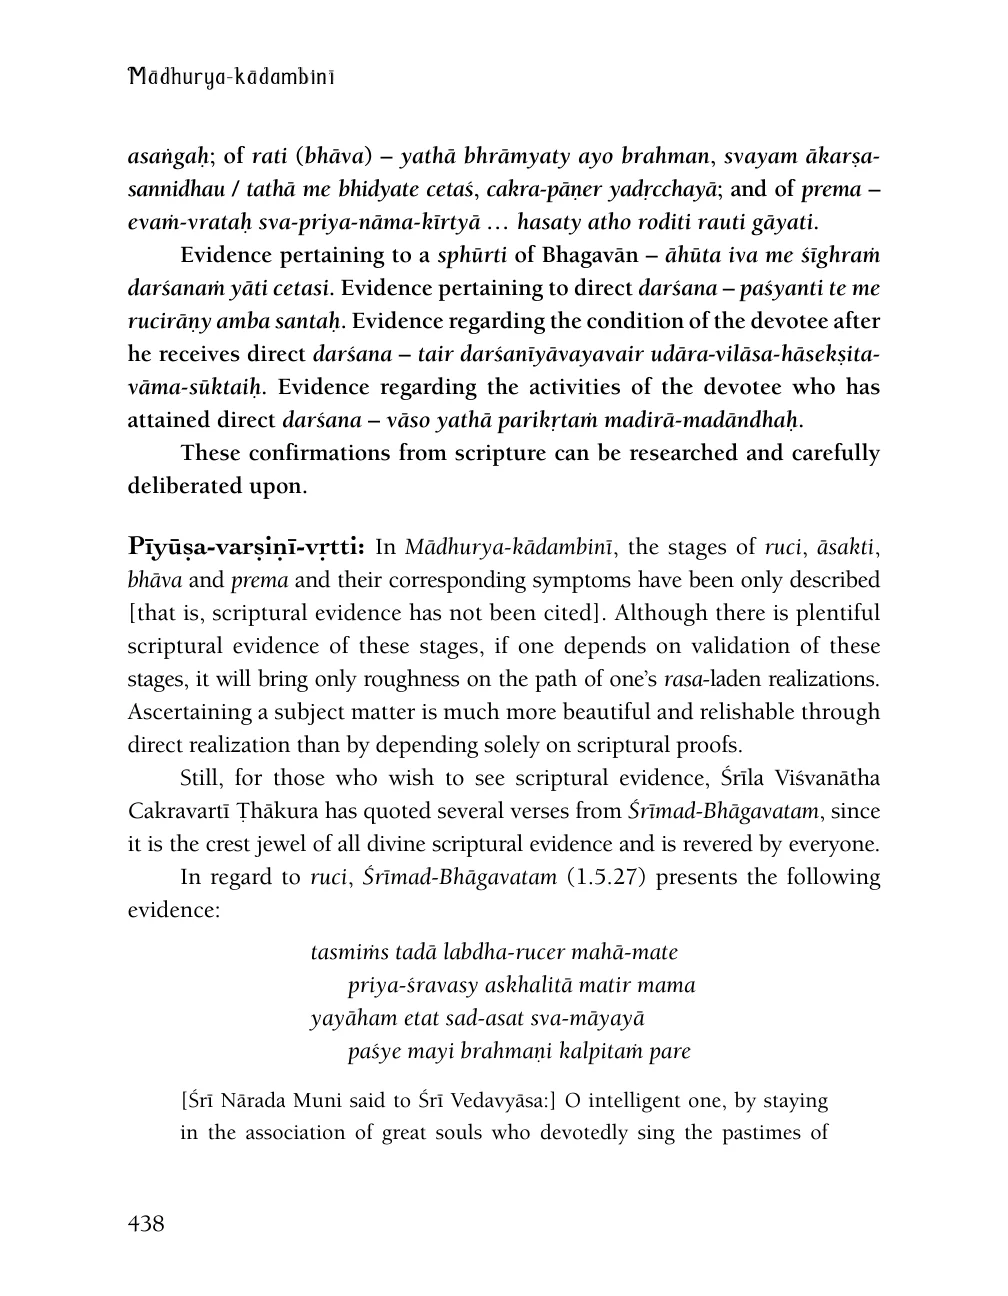 Mādhurya-kādambinī
asaṅgaḥ; of rati (bhāva) – yathā bhrāmyaty ayo brahman, svayam ākarṣa-
sannidhau / tathā me bhidyate cetaś, cakra-pāṇer yadṛcchayā; and of prema –
evaṁ-vrataḥ sva-priya-nāma-kīrtyā … hasaty atho roditi rauti gāyati.
Evidence pertaining to a sphūrti of Bhagavān – āhūta iva me śīghraṁ
darśanaṁ yāti cetasi. Evidence pertaining to direct darśana – paśyanti te me
rucirāṇy amba santaḥ. Evidence regarding the condition of the devotee after
he receives direct darśana – tair darśanīyāvayavair udāra-vilāsa-hāsekṣita-
vāma-sūktaiḥ. Evidence regarding the activities of the devotee who has
attained direct darśana – vāso yathā parikṛtaṁ madirā-madāndhaḥ.
These confirmations from scripture can be researched and carefully
deliberated upon.
Pīyūṣa-varṣiṇī-vṛtti: In Mādhurya-kādambinī, the stages of ruci, āsakti,
bhāva and prema and their corresponding symptoms have been only described
[that is, scriptural evidence has not been cited]. Although there is plentiful
scriptural evidence of these stages, if one depends on validation of these
stages, it will bring only roughness on the path of one’s rasa-laden realizations.
Ascertaining a subject matter is much more beautiful and relishable through
direct realization than by depending solely on scriptural proofs.
Still, for those who wish to see scriptural evidence, Śrīla Viśvanātha
Cakravartī Ṭhākura has quoted several verses from Śrīmad-Bhāgavatam, since
it is the crest jewel of all divine scriptural evidence and is revered by everyone.
In regard to ruci, Śrīmad-Bhāgavatam (1.5.27) presents the following
evidence:
tasmiṁs tadā labdha-rucer mahā-mate
priya-śravasy askhalitā matir mama
yayāham etat sad-asat sva-māyayā
paśye mayi brahmaṇi kalpitaṁ pare
[Śrī Nārada Muni said to Śrī Vedavyāsa:] O intelligent one, by staying
in the association of great souls who devotedly sing the pastimes of
438